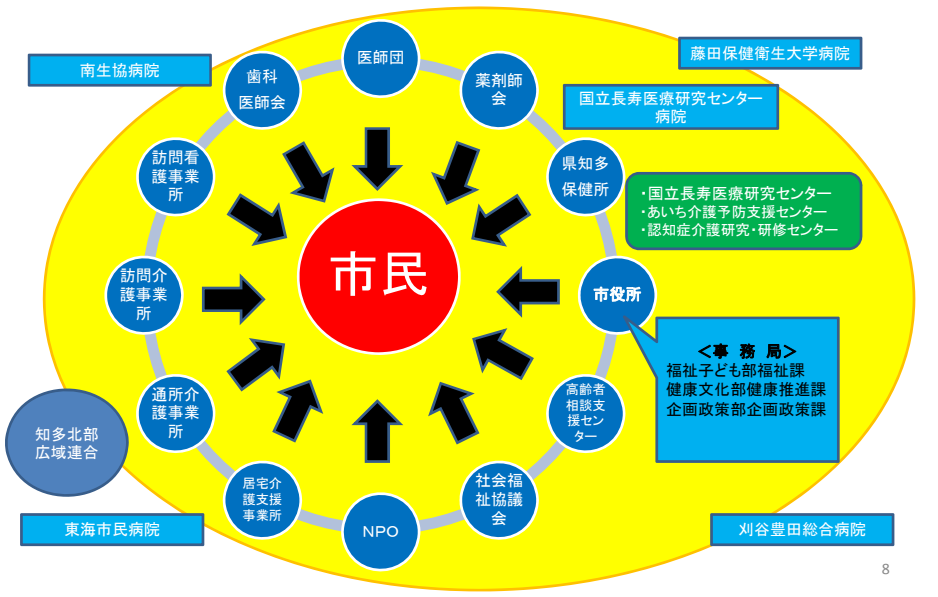 医師団
藤田保健衛生大学病院
南生協病院
歯科
医師会
薬剤師
会
国立長寿医療研究センター
病院
訪問看
護事業
所
県知多
保健所
・国立長寿医療研究センター
・あいち介護予防支援センター
・認知症介護研究・研修センター
市民
訪問介
護事業
所
市役所
＜事 務 局＞
福祉子ども部福祉課
健康文化部健康推進課
企画政策部企画政策課
通所介
護事業
所
高齢者
相談支
援セン
ター
知多北部
広域連合
居宅介
護支援
事業所
社会福
祉協議
会
NPO
東海市民病院
刈谷豊田総合病院
8